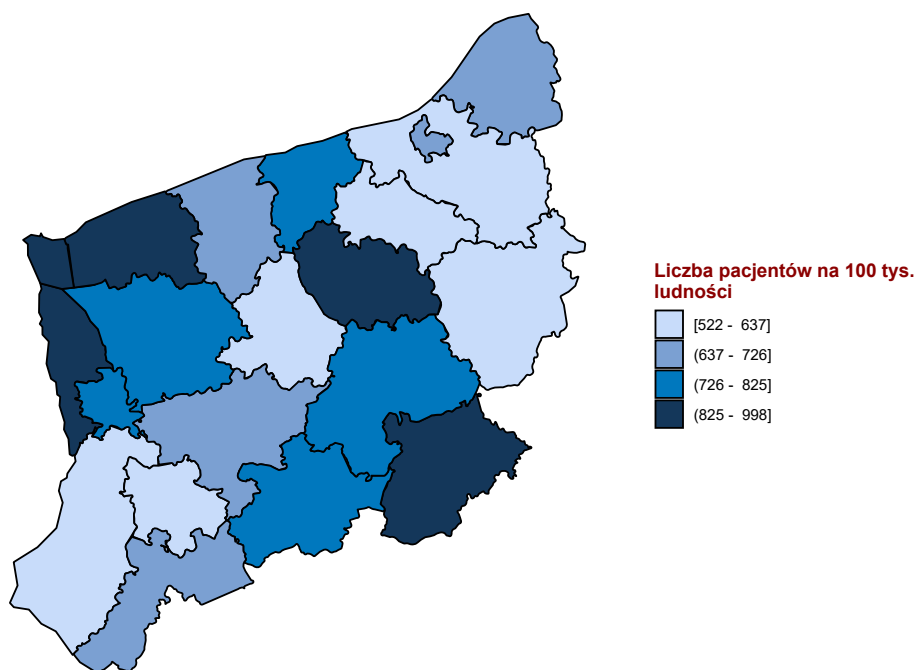 Liczba pacjentów na 100 tys.
ludności
[522 - 637]
(637 - 726]
(726 - 825]
(825 - 998]